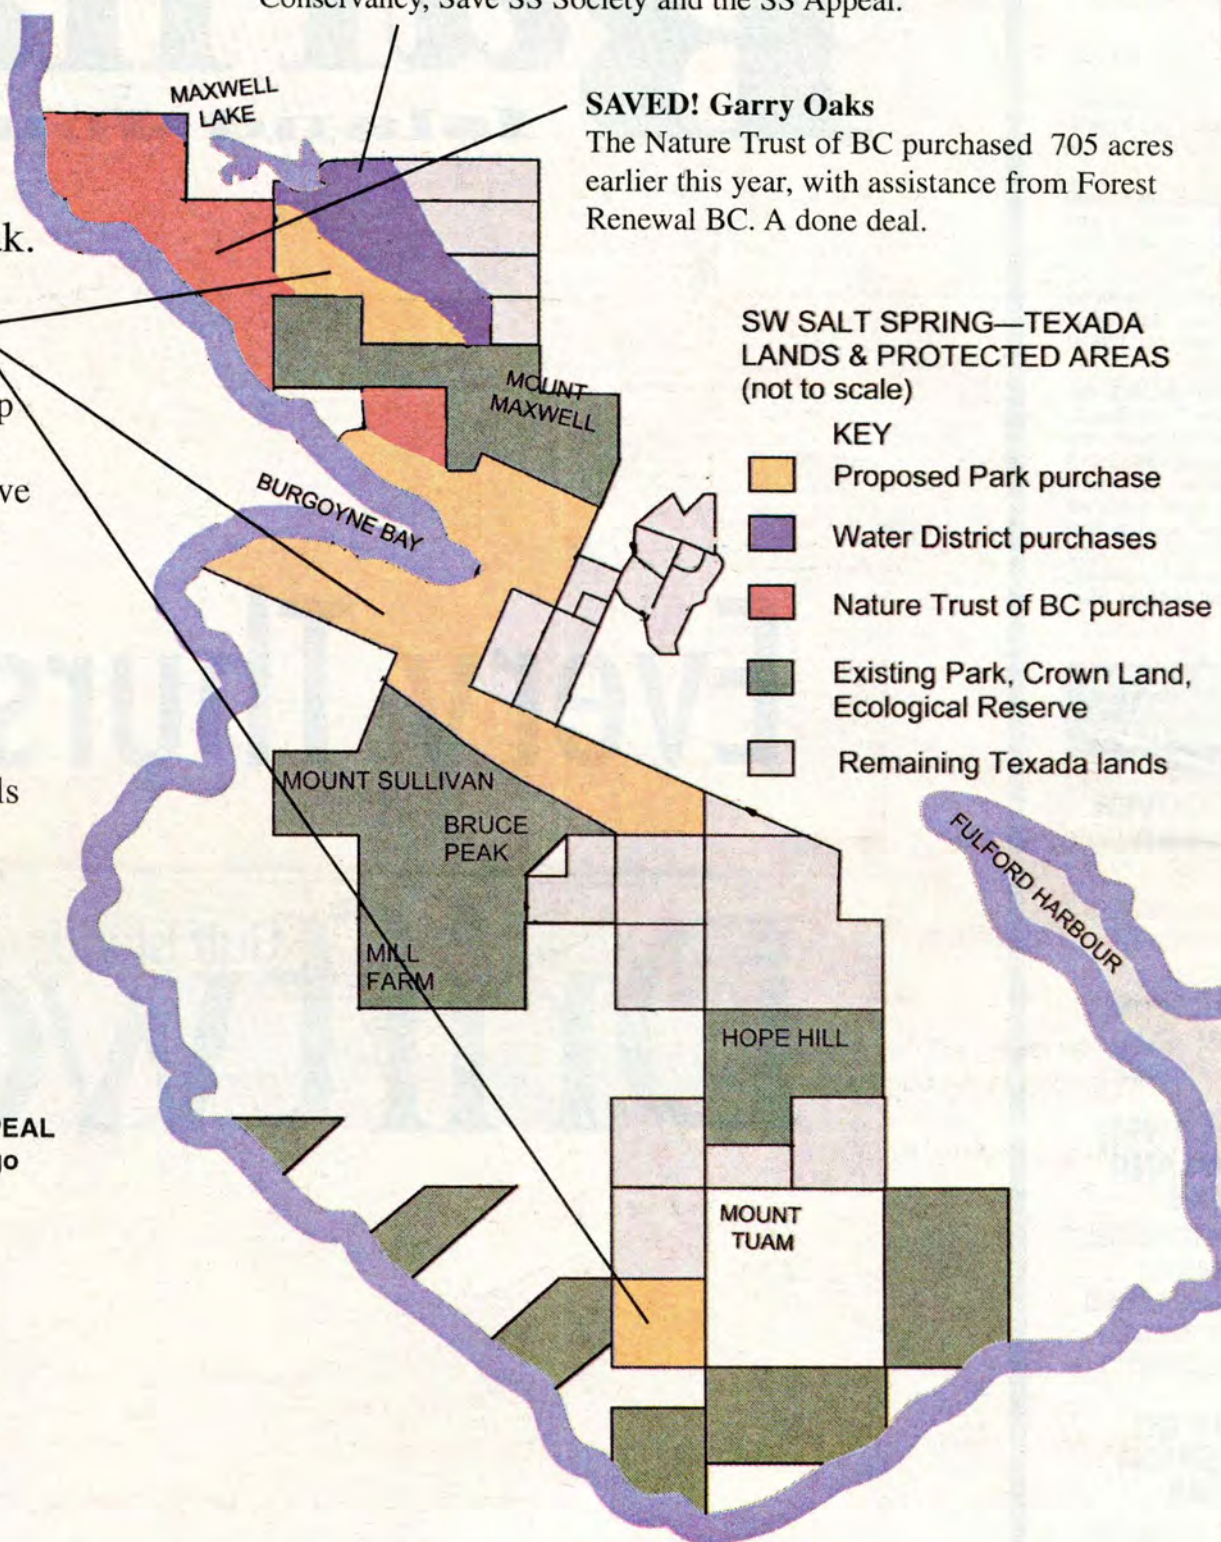 Conservancy, Save SS Society and the SS Appeal.
MAXWELL
LAKE
SAVED! Garry Oaks
The Nature Trust of BC purchased 705 acres
earlier this year, with assistance from Forest
Renewal BC. A done deal.
k.
p
ve
ls
PEAL
go
SW SALT SPRING—TEXADA
LANDS & PROTECTED AREAS
(not to scale)
KEY
Proposed Park purchase
Water District purchases
Nature Trust of BC purchase
Existing Park, Crown Land,
Ecological Reserve
Remaining Texada lands
MOUNT
MAXWELL
BURGOYNE BAY
MOUNT SULLIVAN
BRUCE
PEAK
MILL
FARM
FULFORD HARBOUR
HOPE HILL
MOUNT
TUAM